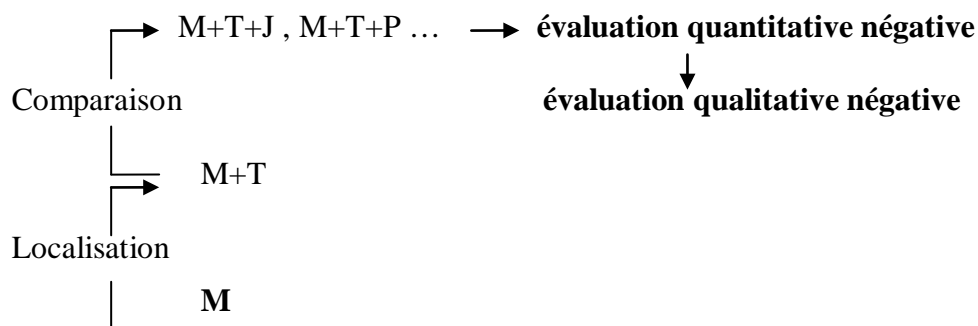 M+T+J , M+T+P … évaluation quantitative négative
Comparaison évaluation qualitative négative
M+T
Localisation
M